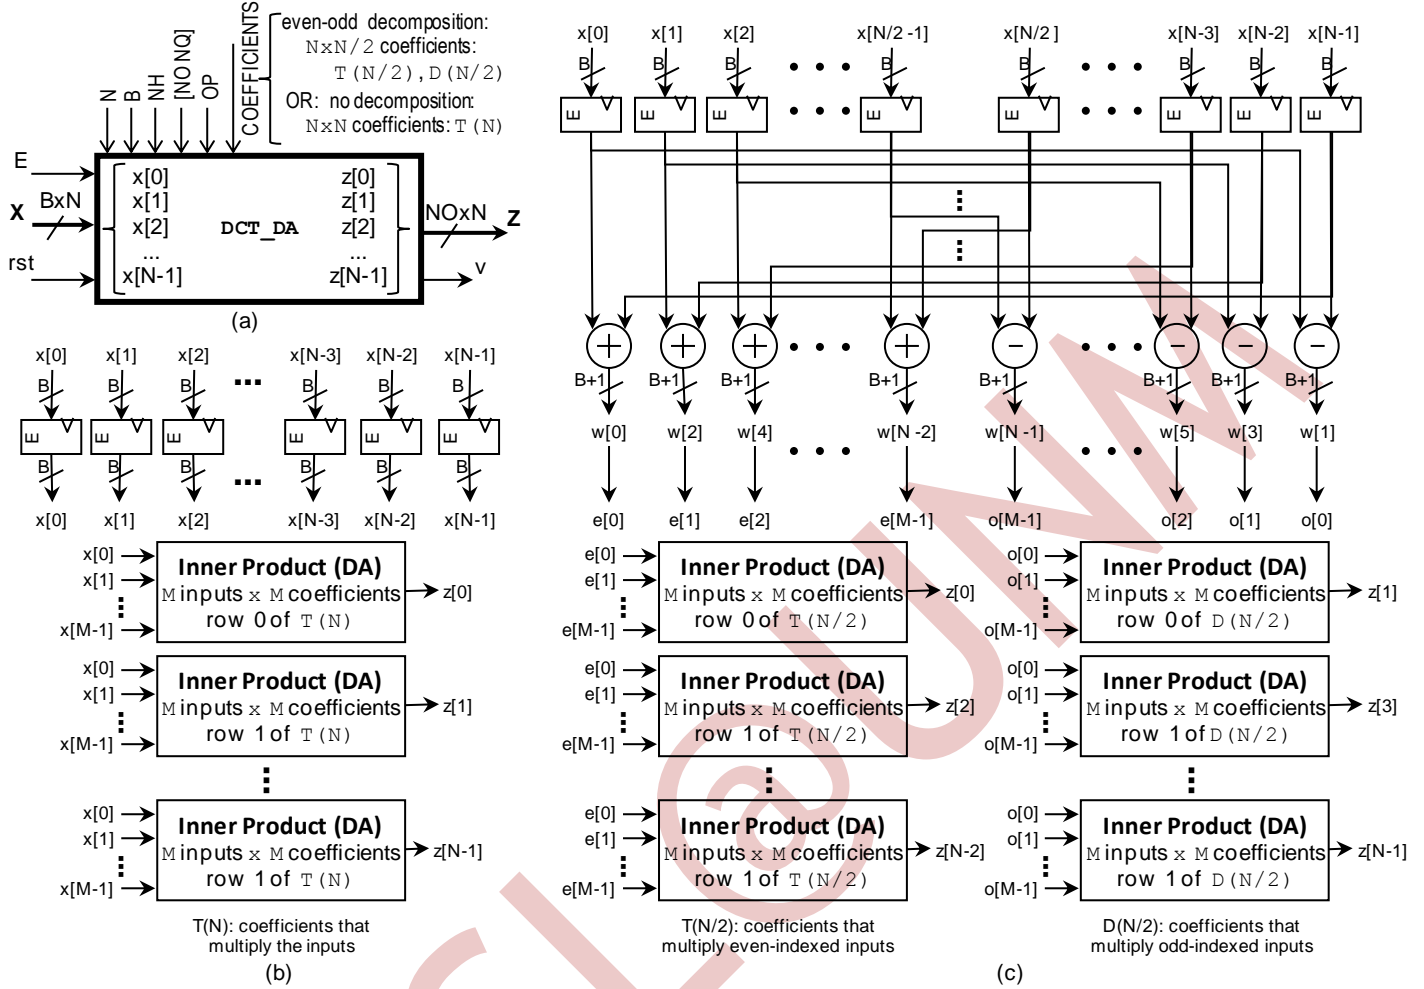 N
B
NH
[NO NQ]
OP
COEFFICIENTS
even-odd decomposition:
NxN/2 coefficients:
T(N/2),D(N/2)
OR: no decomposition:
NxN coefficients: T(N)
E
X
BxN
rst
x[0]
x[1]
x[2]
...
x[N-1]
DCT_DA
z[0]
z[1]
z[2]
...
z[N-1]
NOxN
Z
v
(a)
x[0] x[1] x[2] ... x[N-3] x[N-2] x[N-1]
B B B B B B
E E E E E E
B B B ... B B B
x[0] x[1] x[2] x[N-3] x[N-2] x[N-1]
x[0]
x[1]
x[M-1]
Inner Product (DA)
M inputs x M coefficients
row 0 of T(N)
z[0]
x[0]
x[1]
x[M-1]
Inner Product (DA)
M inputs x M coefficients
row 1 of T(N)
z[1]
x[0]
x[1]
x[M-1]
Inner Product (DA)
M inputs x M coefficients
row 1 of T(N)
z[N-1]
T(N): coefficients that
multiply the inputs
(b)
x[0] x[1] x[2] x[N/2-1] x[N/2] x[N-3] x[N-2] x[N-1]
B B B B B B B B
E E E E E E E E
+ + + + - - - -
B+1 B+1 B+1 B+1 B+1 B+1 B+1 B+1
w[0] w[2] w[4] w[N-2] w[N-1] w[5] w[3] w[1]
e[0] e[1] e[2] e[M-1] o[M-1] o[2] o[1] o[0]
e[0]
e[1]
e[M-1]
Inner Product (DA)
M inputs x M coefficients
row 0 of T(N/2)
z[0]
o[0]
o[1]
o[M-1]
Inner Product (DA)
M inputs x M coefficients
row 0 of D(N/2)
z[1]
e[0]
e[1]
e[M-1]
Inner Product (DA)
M inputs x M coefficients
row 1 of T(N/2)
z[2]
o[0]
o[1]
o[M-1]
Inner Product (DA)
M inputs x M coefficients
row 1 of D(N/2)
z[3]
e[0]
e[1]
e[M-1]
Inner Product (DA)
M inputs x M coefficients
row 1 of T(N/2)
z[N-2]
o[0]
o[1]
o[M-1]
Inner Product (DA)
M inputs x M coefficients
row 1 of D(N/2)
z[N-1]
T(N/2): coefficients that
multiply even-indexed inputs
D(N/2): coefficients that
multiply odd-indexed inputs
(c)
CL@UNM